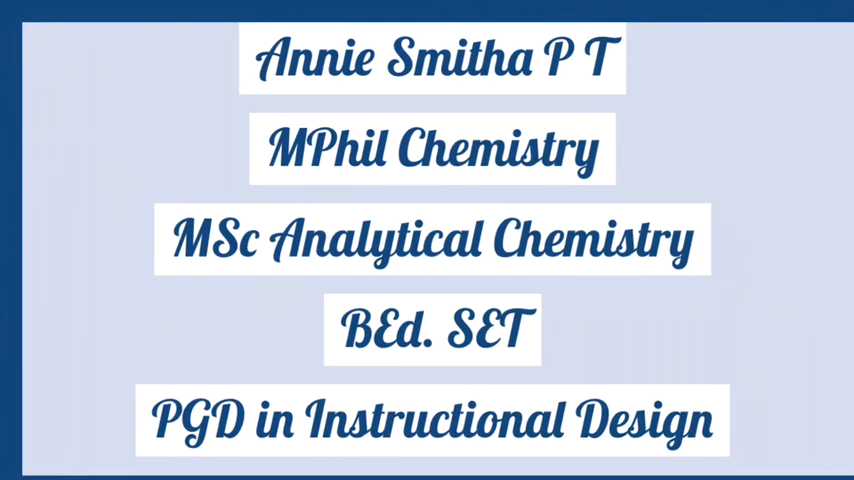 Annie Smitha P T
MPhil Chemistry
MSc Analytical Chemistry
BEd. SET
PGD in Instructional Design